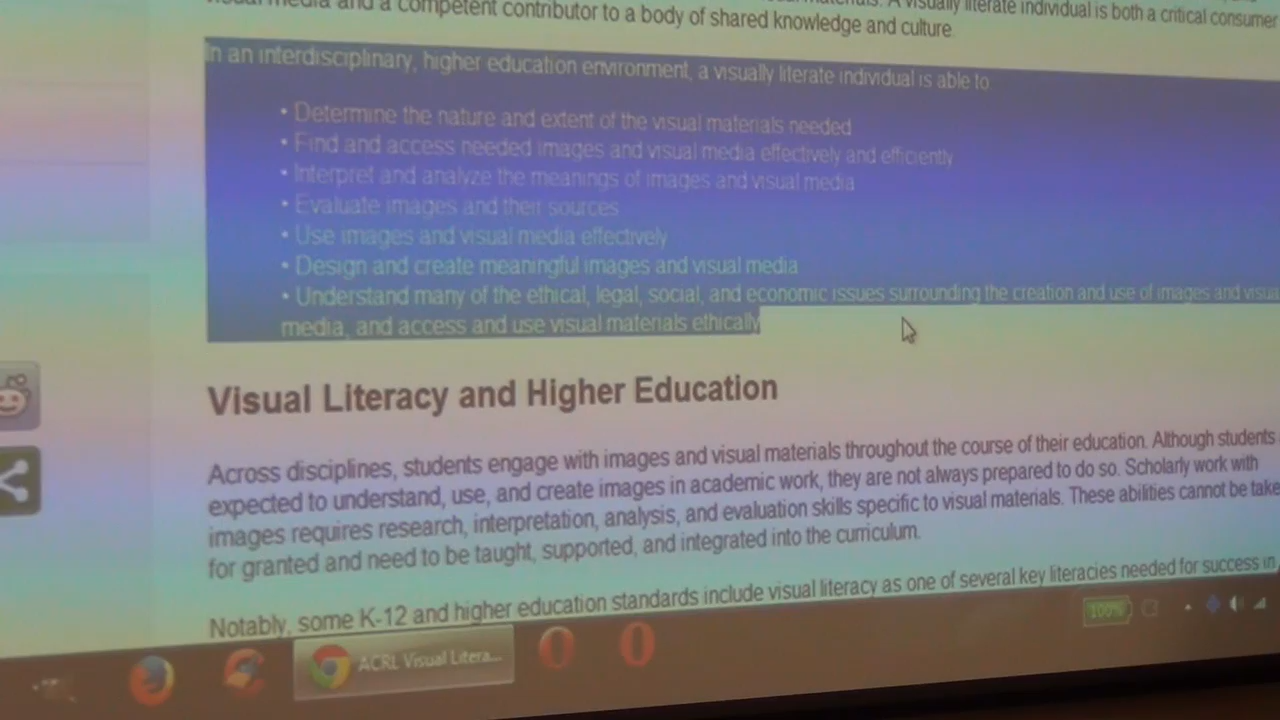 visual media and a competent contributor to a body of shared knowledge and culture.
A visually literate individual is both a critical consumer
In an interdisciplinary, higher education environment, a visually literate individual is able to:
• Determine the nature and extent of the visual materials needed
• Find and access needed images and visual media effectively and efficiently
• Interpret and analyze the meanings of images and visual media
• Evaluate images and their sources
• Use images and visual media effectively
• Design and create meaningful images and visual media
• Understand many of the ethical, legal, social, and economic issues surrounding the creation and use of images and visua
media, and access and use visual materials ethically
Visual Literacy and Higher Education
Across disciplines, students engage with images and visual materials throughout the course of their education. Although students
expected to understand, use, and create images in academic work, they are not always prepared to do so. Scholarly work with
images requires research, interpretation, analysis, and evaluation skills specific to visual materials. These abilities cannot be take
for granted and need to be taught, supported, and integrated into the curriculum.
Notably, some K-12 and higher education standards include visual literacy as one of several key literacies needed for success in
100%
ACRL Visual Litera...